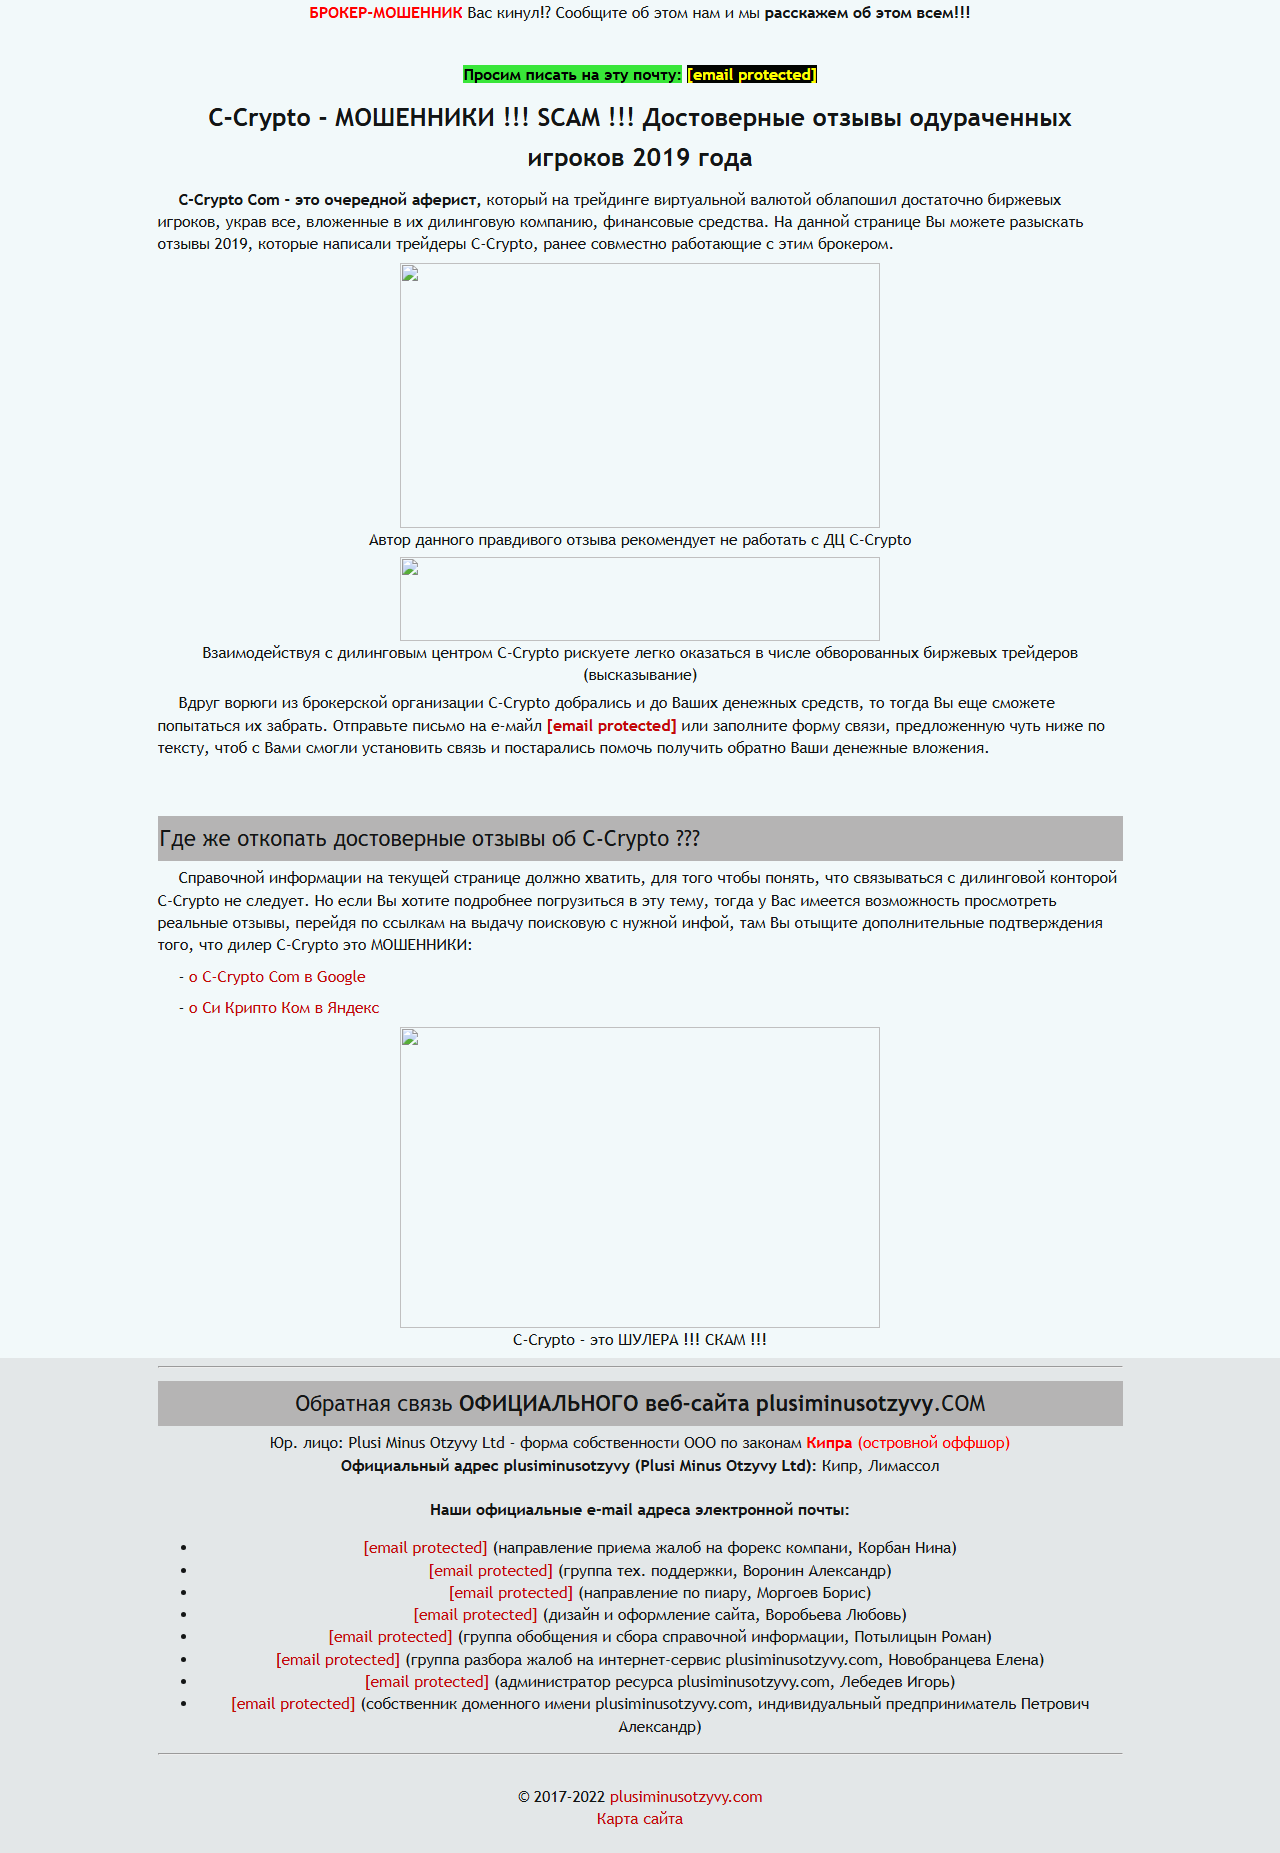 БРОКЕР-МОШЕННИК Вас кинул!? Сообщите об этом нам и мы расскажем об этом всем!!!
Просим писать на эту почту: [email protected]
C-Crypto - МОШЕННИКИ !!! SCAM !!! Достоверные отзывы одураченных
игроков 2019 года
C-Crypto Com - это очередной аферист, который на трейдинге виртуальной валютой облапошил достаточно биржевых
игроков, украв все, вложенные в их дилинговую компанию, финансовые средства. На данной странице Вы можете разыскать
отзывы 2019, которые написали трейдеры C-Crypto, ранее совместно работающие с этим брокером.
Автор данного правдивого отзыва рекомендует не работать с ДЦ C-Crypto
Взаимодействуя с дилинговым центром C-Crypto рискуете легко оказаться в числе обворованных биржевых трейдеров
(высказывание)
Вдруг ворюги из брокерской организации C-Crypto добрались и до Ваших денежных средств, то тогда Вы еще сможете
попытаться их забрать. Отправьте письмо на е-майл [email protected] или заполните форму связи, предложенную чуть ниже по
тексту, чтоб с Вами смогли установить связь и постарались помочь получить обратно Ваши денежные вложения.
Где же откопать достоверные отзывы об C-Crypto ???
Справочной информации на текущей странице должно хватить, для того чтобы понять, что связываться с дилинговой конторой
C-Crypto не следует. Но если Вы хотите подробнее погрузиться в эту тему, тогда у Вас имеется возможность просмотреть
реальные отзывы, перейдя по ссылкам на выдачу поисковую с нужной инфой, там Вы отыщите дополнительные подтверждения
того, что дилер C-Crypto это МОШЕННИКИ:
- о C-Crypto Com в Google
- о Си Крипто Ком в Яндекс
C-Crypto - это ШУЛЕРА !!! СКАМ !!!
Обратная связь ОФИЦИАЛЬНОГО веб-сайта plusiminusotzyvy.COM
Юр. лицо: Plusi Minus Otzyvy Ltd - форма собственности ООО по законам Кипра (островной оффшор)
Официальный адрес plusiminusotzyvy (Plusi Minus Otzyvy Ltd): Кипр, Лимассол
Наши официальные e-mail адреса электронной почты:
• [email protected] (направление приема жалоб на форекс компани, Корбан Нина)
• [email protected] (группа тех. поддержки, Воронин Александр)
• [email protected] (направление по пиару, Моргоев Борис)
• [email protected] (дизайн и оформление сайта, Воробьева Любовь)
• [email protected] (группа обобщения и сбора справочной информации, Потылицын Роман)
• [email protected] (группа разбора жалоб на интернет-сервис plusiminusotzyvy.com, Новобранцева Елена)
• [email protected] (администратор ресурса plusiminusotzyvy.com, Лебедев Игорь)
• [email protected] (собственник доменного имени plusiminusotzyvy.com, индивидуальный предприниматель Петрович
Александр)
© 2017-2022 plusiminusotzyvy.com
Карта сайта